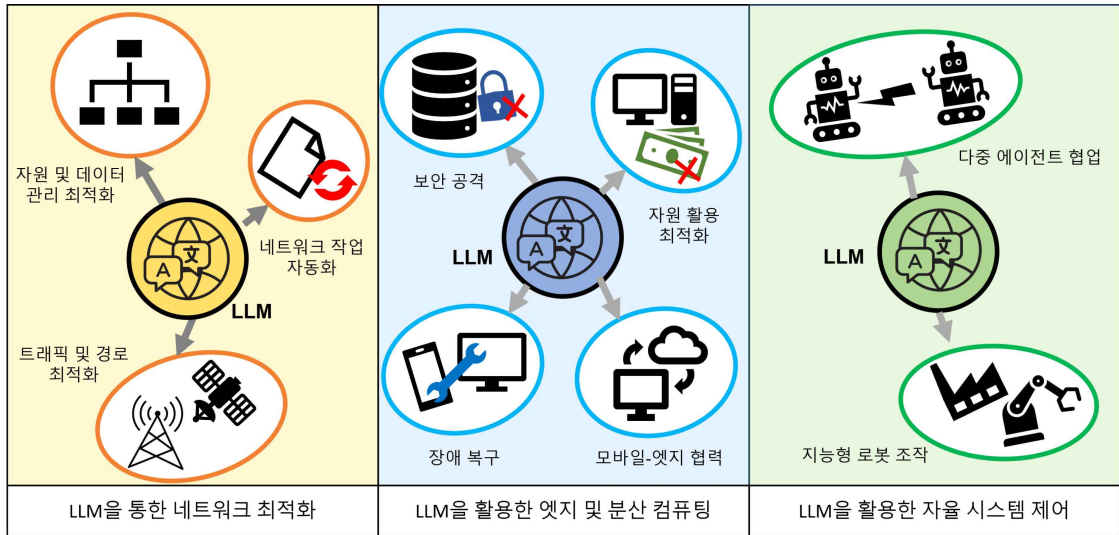 자원 및 데이터
관리 최적화
네트워크 작업
자동화
LLM
A
文
트래픽 및 경로
최적화
LLM을 통한 네트워크 최적화
보안 공격
자원 활용
최적화
LLM
A
文
장애 복구
모바일-엣지 협력
LLM을 활용한 엣지 및 분산 컴퓨팅
다중 에이전트 협업
LLM
A
文
지능형 로봇 조작
LLM을 활용한 자율 시스템 제어